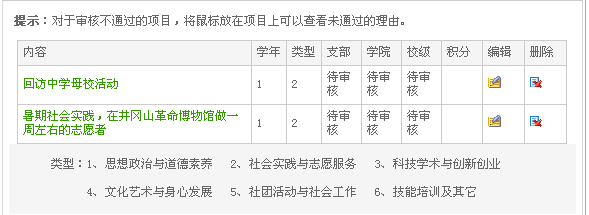 提示：对于审核不通过的项目，将鼠标放在项目上可以查看未通过的理由。
内容 学年 类型 支部 学院 校级 积分 编辑 删除
回访中学母校活动 1 2 待审核 待审核 待审核
暑期社会实践，在井冈山革命博物馆做一周左右的志愿者 1 2 待审核 待审核 待审核
类型：1、思想政治与道德素养 2、社会实践与志愿服务 3、科技学术与创新创业
4、文化艺术与身心发展 5、社团活动与社会工作 6、技能培训及其它